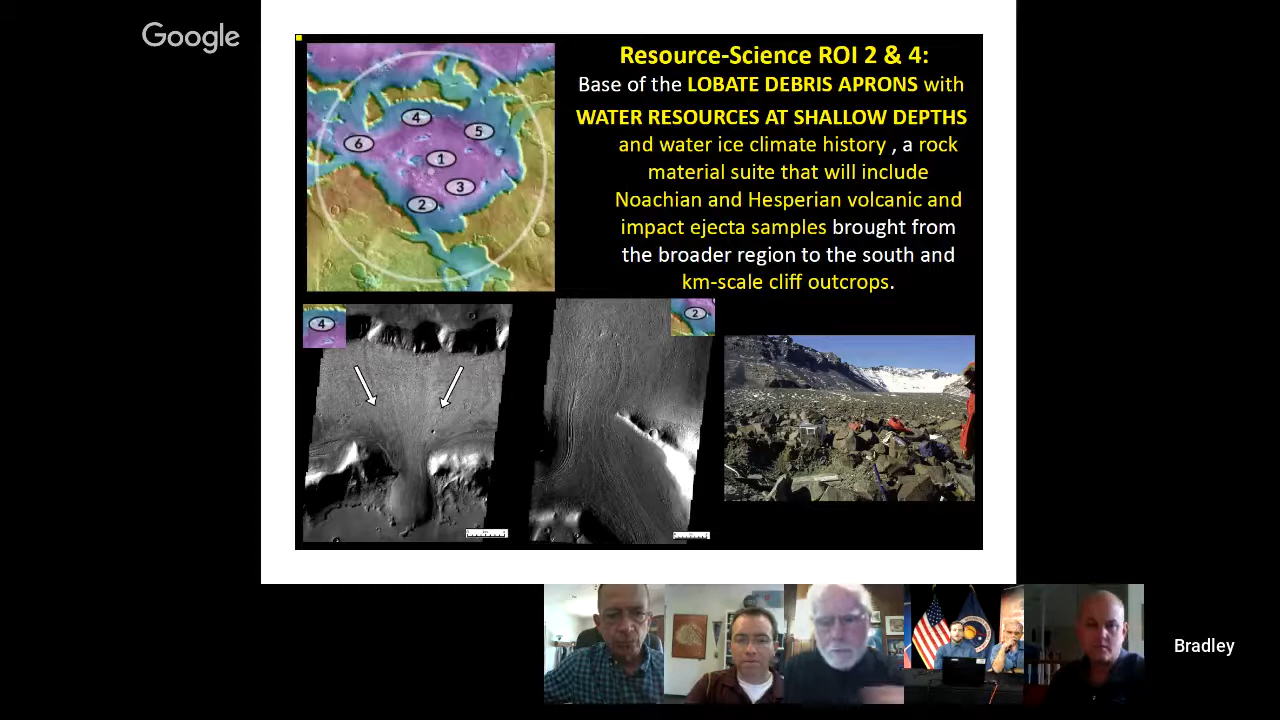 Google
Resource-Science ROI 2 & 4:
Base of the LOBATE DEBRIS APRONS with
WATER RESOURCES AT SHALLOW DEPTHS
and water ice climate history , a rock
material suite that will include
Noachian and Hesperian volcanic and
impact ejecta samples brought from
the broader region to the south and
km-scale cliff outcrops.
4
5
6
1
3
2
4
2
Bradley